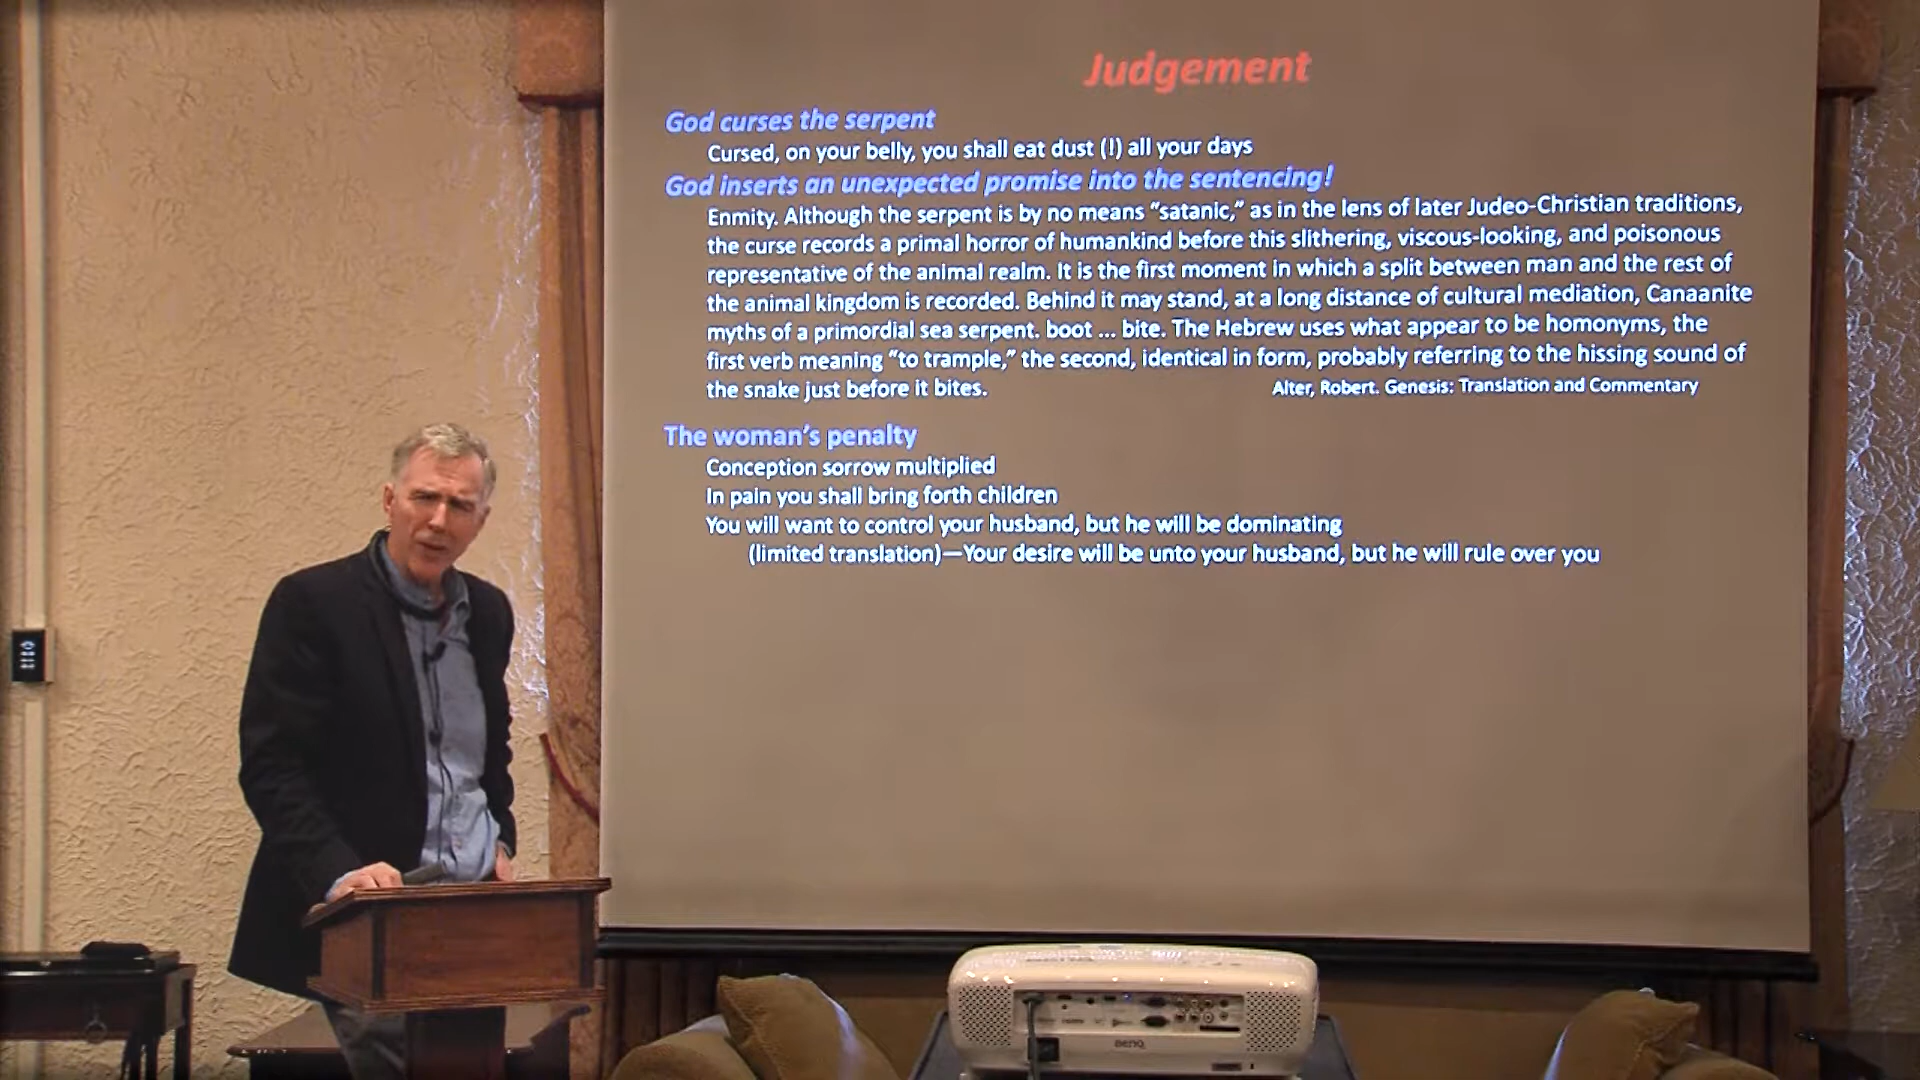 Judgement
God curses the serpent
Cursed, on your belly, you shall eat dust (!) all your days
God inserts an unexpected promise into the sentencing!
Enmity. Although the serpent is by no means “satanic,” as in the lens of later Judeo-Christian traditions,
the curse records a primal horror of humankind before this slithering, viscous-looking, and poisonous
representative of the animal realm. It is the first moment in which a split between man and the rest of
the animal kingdom is recorded. Behind it may stand, at a long distance of cultural mediation, Canaanite
myths of a primordial sea serpent. boot ... bite. The Hebrew uses what appear to be homonyms, the
first verb meaning “to trample,” the second, identical in form, probably referring to the hissing sound of
the snake just before it bites.
Alter, Robert. Genesis: Translation and Commentary
The woman’s penalty
Conception sorrow multiplied
In pain you shall bring forth children
You will want to control your husband, but he will be dominating
(limited translation)—Your desire will be unto your husband, but he will rule over you
BenQ